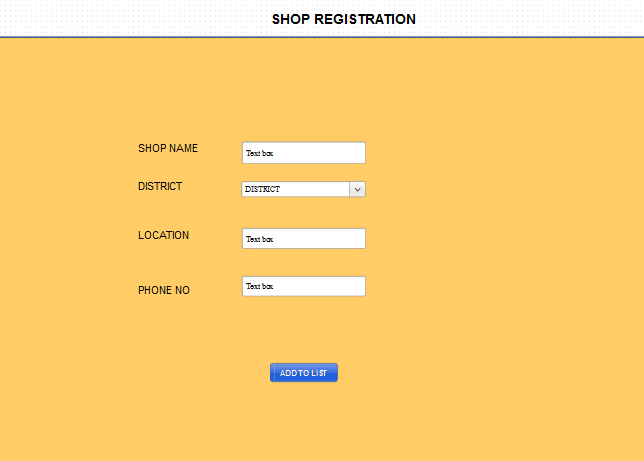 SHOP REGISTRATION
SHOP NAME Text box
DISTRICT DISTRICT
LOCATION Text box
PHONE NO Text box
ADD TO LIST